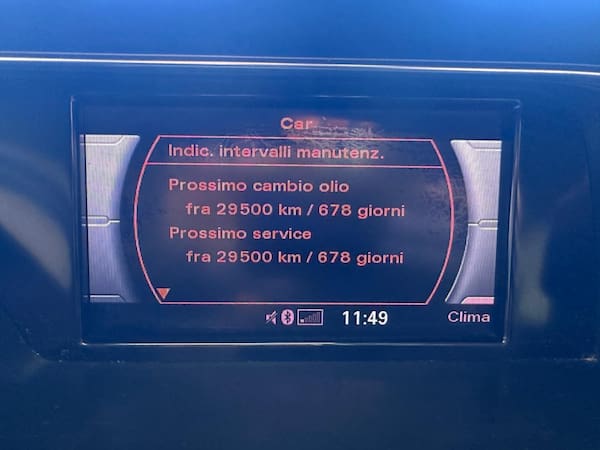 Car
Indic. intervalli manutenz.
Prossimo cambio olio
fra 29500 km / 678 giorni
Prossimo service
fra 29500 km / 678 giorni
11:49
Clima